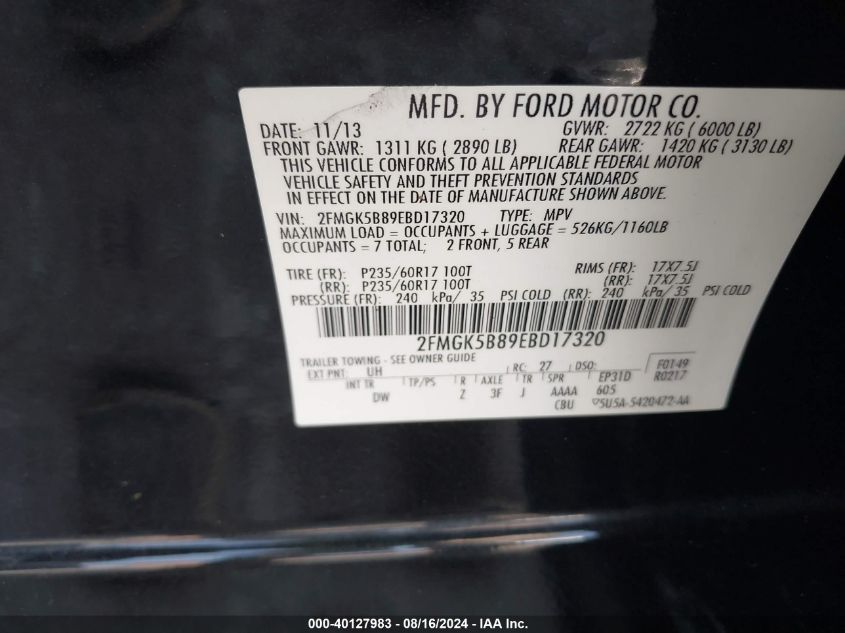 MFD. BY FORD MOTOR CO.
DATE: 11/13 GVWR: 2722 KG ( 6000 LB)
FRONT GAWR: 1311 KG ( 2890 LB) REAR GAWR: 1420 KG ( 3130 LB)
THIS VEHICLE CONFORMS TO ALL APPLICABLE FEDERAL MOTOR
VEHICLE SAFETY AND THEFT PREVENTION STANDARDS
IN EFFECT ON THE DATE OF MANUFACTURE SHOWN ABOVE.
VIN: 2FMGK5B89EBD17320 TYPE: MPV
MAXIMUM LOAD = OCCUPANTS + LUGGAGE = 526KG/1160LB
OCCUPANTS = 7 TOTAL; 2 FRONT, 5 REAR
TIRE (FR): P235/60R17 100T RIMS (FR): 17X7.5J
(RR): P235/60R17 100T (RR): 17X7.5J
PRESSURE (FR): 240 kPa/ 35 PSI COLD (RR): 240 kPa/ 35 PSI COLD
2FMGK5B89EBD17320
TRAILER TOWING - SEE OWNER GUIDE
EXT PNT: UH RC: 27 DSO: F0149
INT TR TP/PS R AXLE TR SPR EP31D R0217
DW Z 3F J AAAA 605
CBU 5U5A-5420472-AA
000-40127983 - 08/16/2024 - IAA Inc.